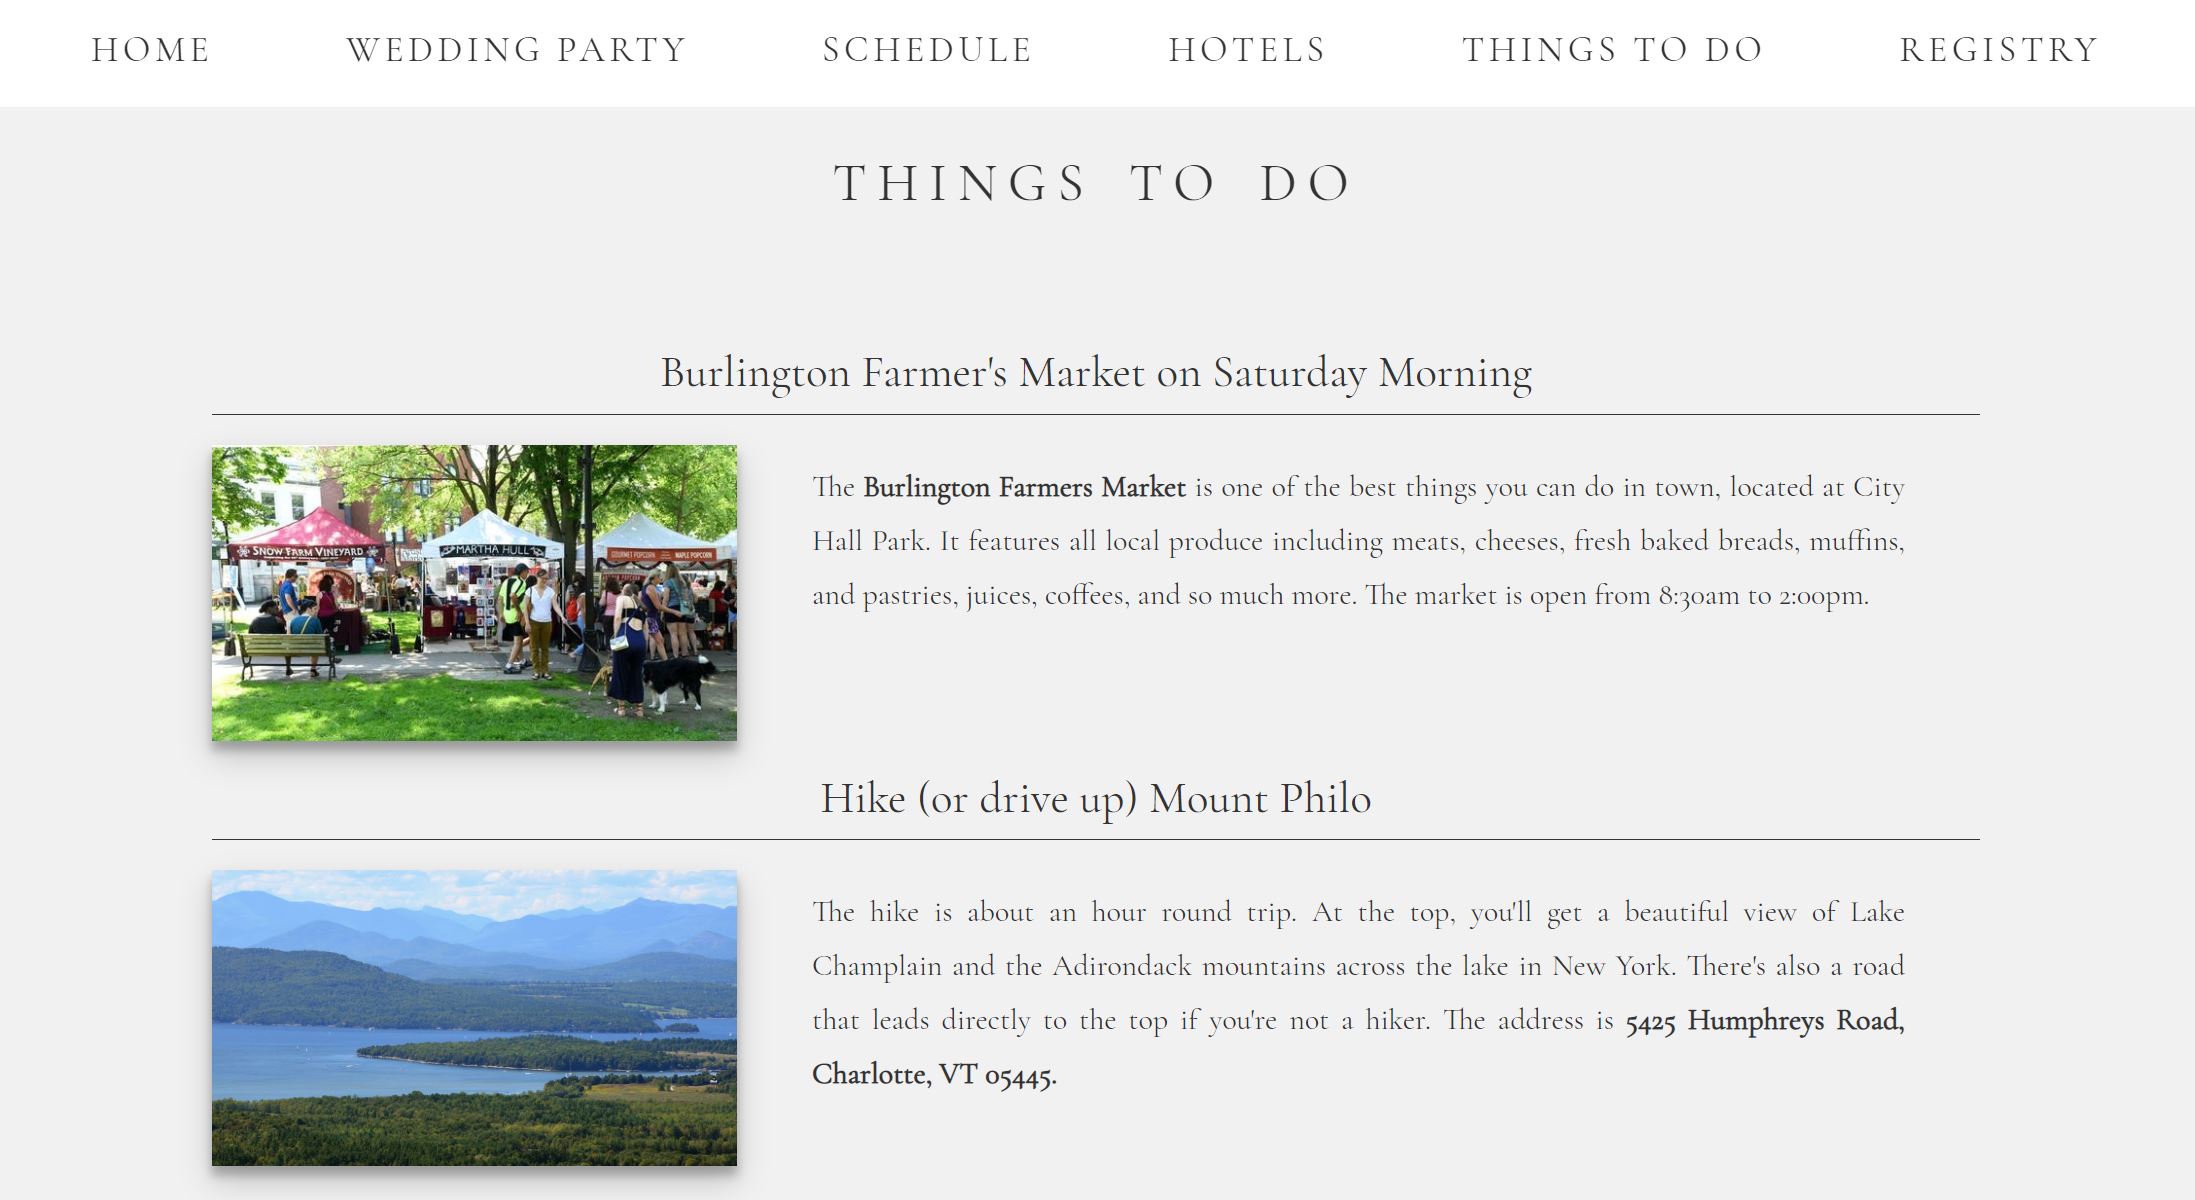 HOME WEDDING PARTY SCHEDULE HOTELS THINGS TO DO REGISTRY
THINGS TO DO
Burlington Farmer's Market on Saturday Morning
SNOW FARM VINEYARD
MARTHA HULL
GOURMET POPCORN MAPLE POPCORN
The Burlington Farmers Market is one of the best things you can do in town, located at City
Hall Park. It features all local produce including meats, cheeses, fresh baked breads, muffins,
and pastries, juices, coffees, and so much more. The market is open from 8:30am to 2:00pm.
Hike (or drive up) Mount Philo
The hike is about an hour round trip. At the top, you'll get a beautiful view of Lake
Champlain and the Adirondack mountains across the lake in New York. There's also a road
that leads directly to the top if you're not a hiker. The address is 5425 Humphreys Road,
Charlotte, VT 05445.